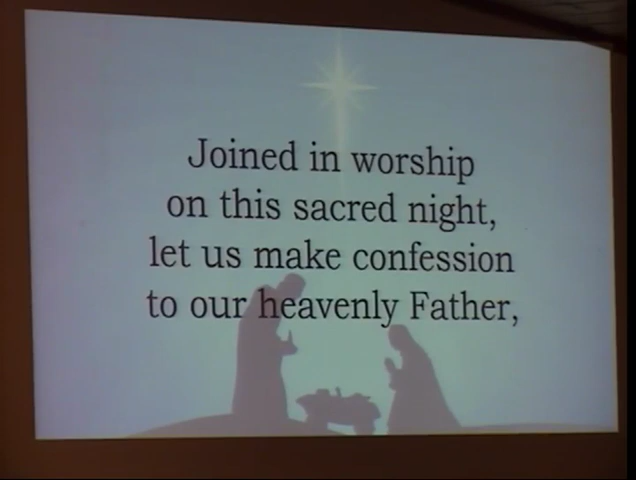 Joined in worship
on this sacred night,
let us make confession
to our heavenly Father,